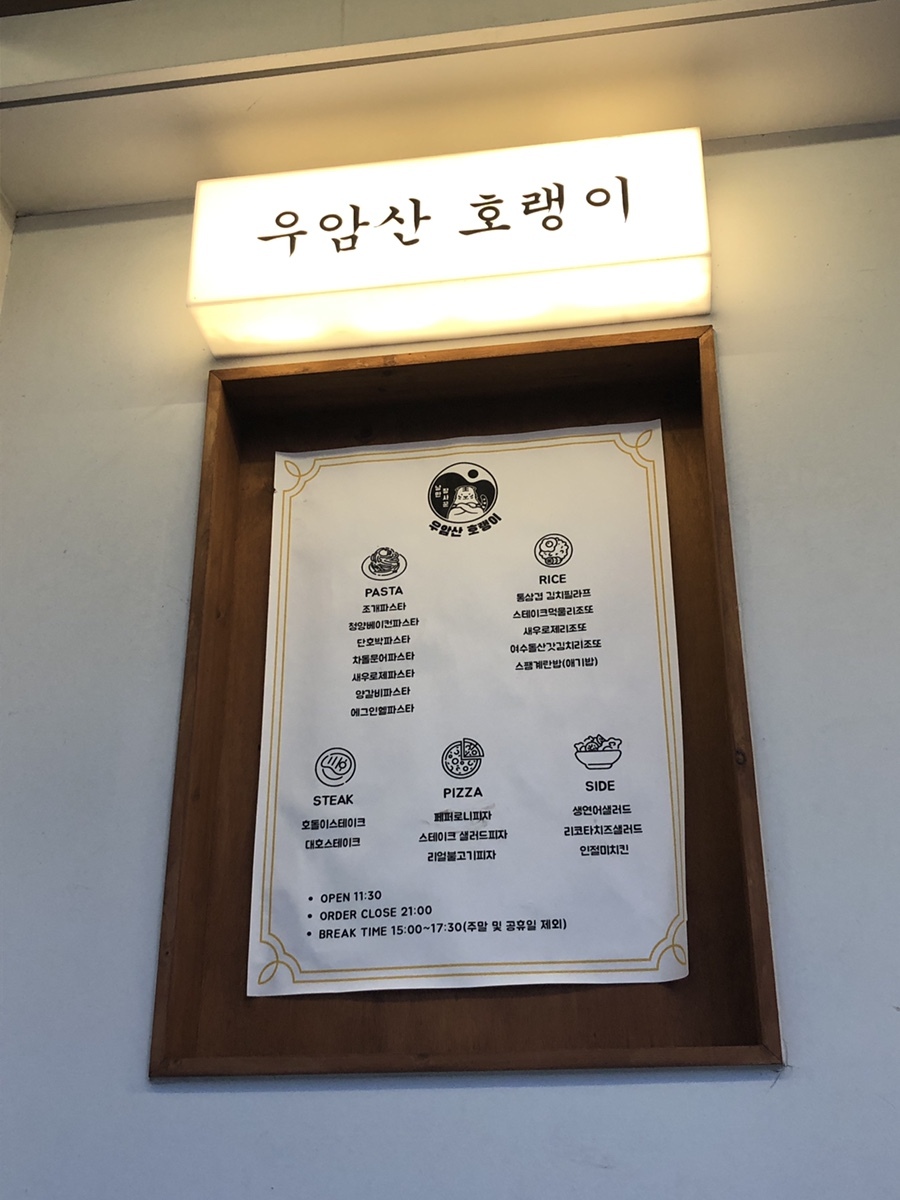 우암산 호랭이
우암산 호랭이
PASTA
조개파스타
청양베이컨파스타
단호박파스타
차돌문어파스타
새우로제파스타
양갈비파스타
에그인헬파스타
RICE
통삼겹 김치필라프
스테이크먹물리조또
새우로제리조또
여수돌산갓김치리조또
스팸계란밥(애기밥)
STEAK
호돌이스테이크
대호스테이크
PIZZA
페퍼로니피자
스테이크 샐러드피자
리얼불고기피자
SIDE
생연어샐러드
리코타치즈샐러드
인절미치킨
• OPEN 11:30
• ORDER CLOSE 21:00
• BREAK TIME 15:00~17:30(주말 및 공휴일 제외)